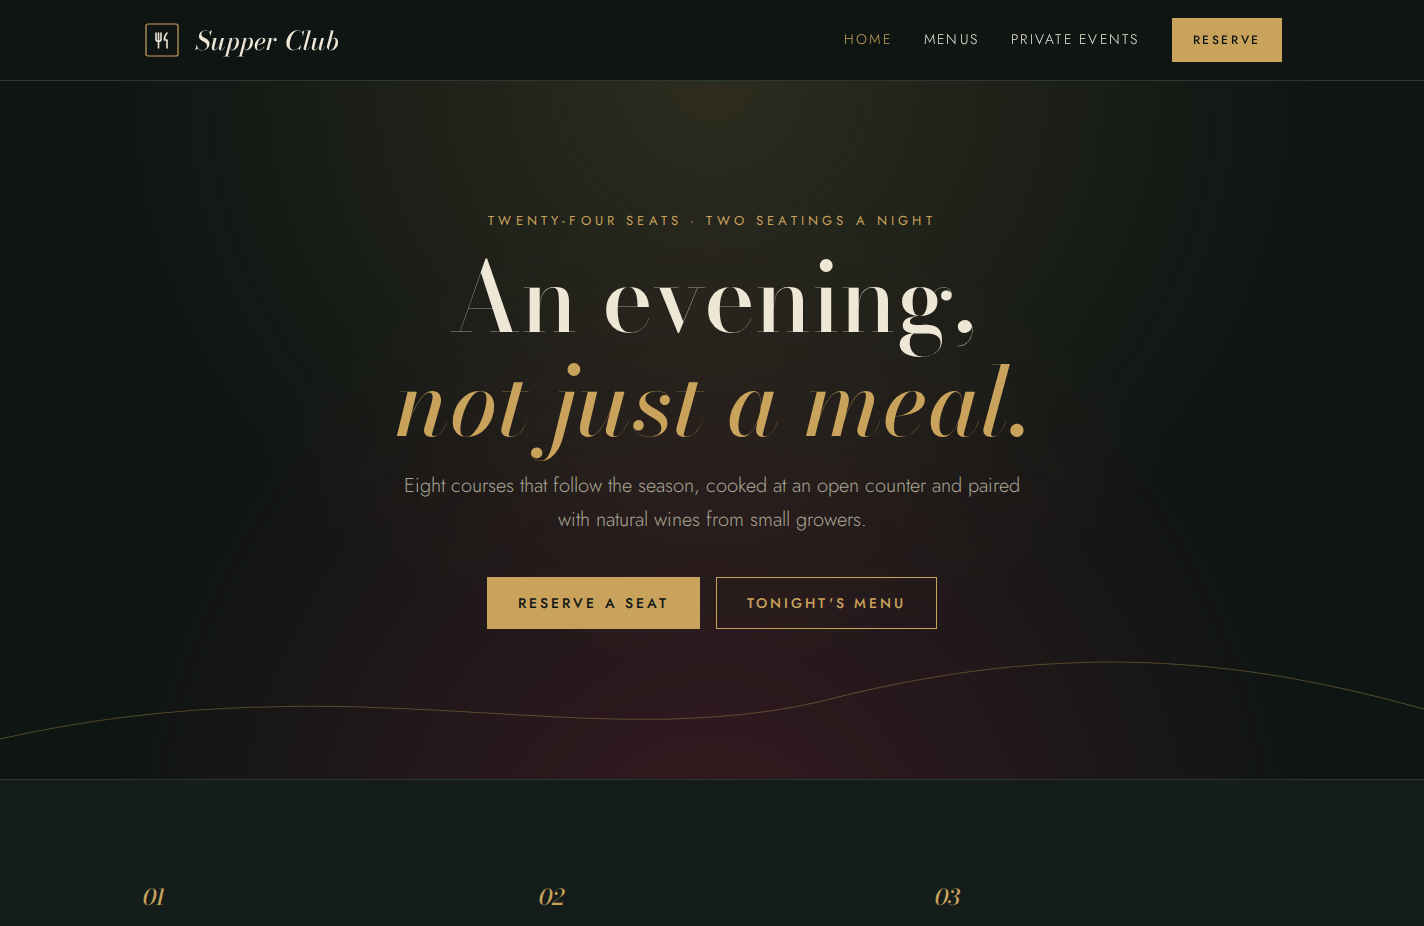 Supper Club
HOME
MENUS
PRIVATE EVENTS
RESERVE
TWENTY-FOUR SEATS · TWO SEATINGS A NIGHT
An evening,
not just a meal.
Eight courses that follow the season, cooked at an open counter and paired
with natural wines from small growers.
RESERVE A SEAT
TONIGHT'S MENU
01
02
03